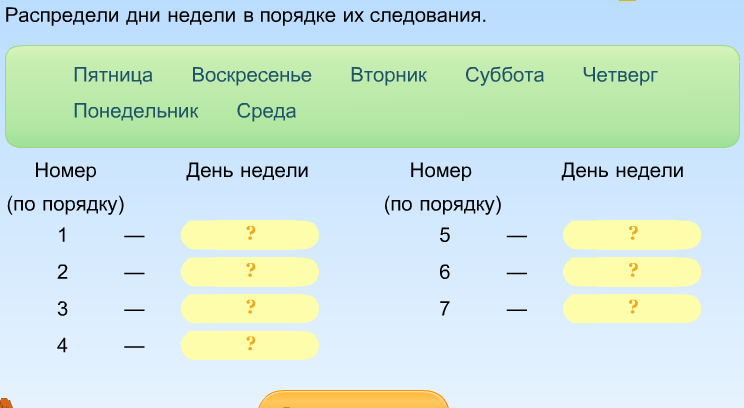 Распредели дни недели в порядке их следования.
Пятница Воскресенье Вторник Суббота Четверг
Понедельник Среда
Номер День недели Номер День недели
(по порядку) (по порядку)
1 — ? 5 — ?
2 — ? 6 — ?
3 — ? 7 — ?
4 — ?